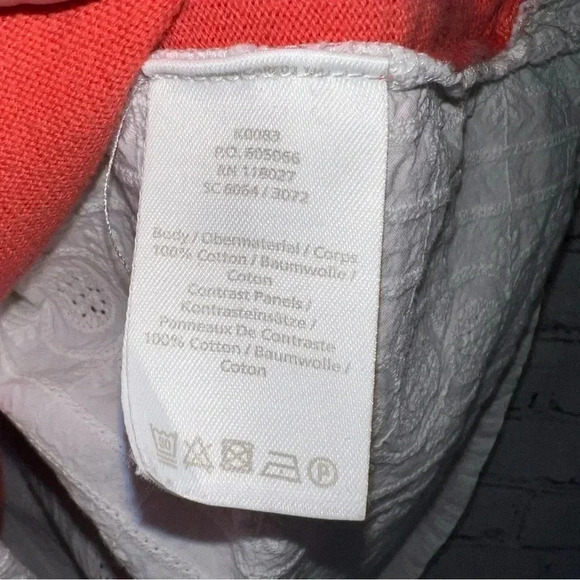 K0083
P.O. 605066
RN 118027
SC 6064 / 3072
Body / Obermaterial / Corps
100% Cotton / Baumwolle /
Coton
Contrast Panels /
Kontrasteinsätze /
Panneaux De Contraste
100% Cotton / Baumwolle /
Coton